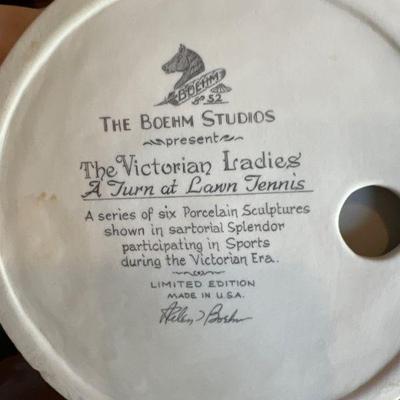 BOEHM
52
THE BOEHM STUDIOS
present
The Victorian Ladies
A Turn at Lawn Tennis
A series of six Porcelain Sculptures
shown in sartorial Splendor
participating in Sports
during the Victorian Era.
LIMITED EDITION
MADE IN U.S.A.
Helen F Boehm